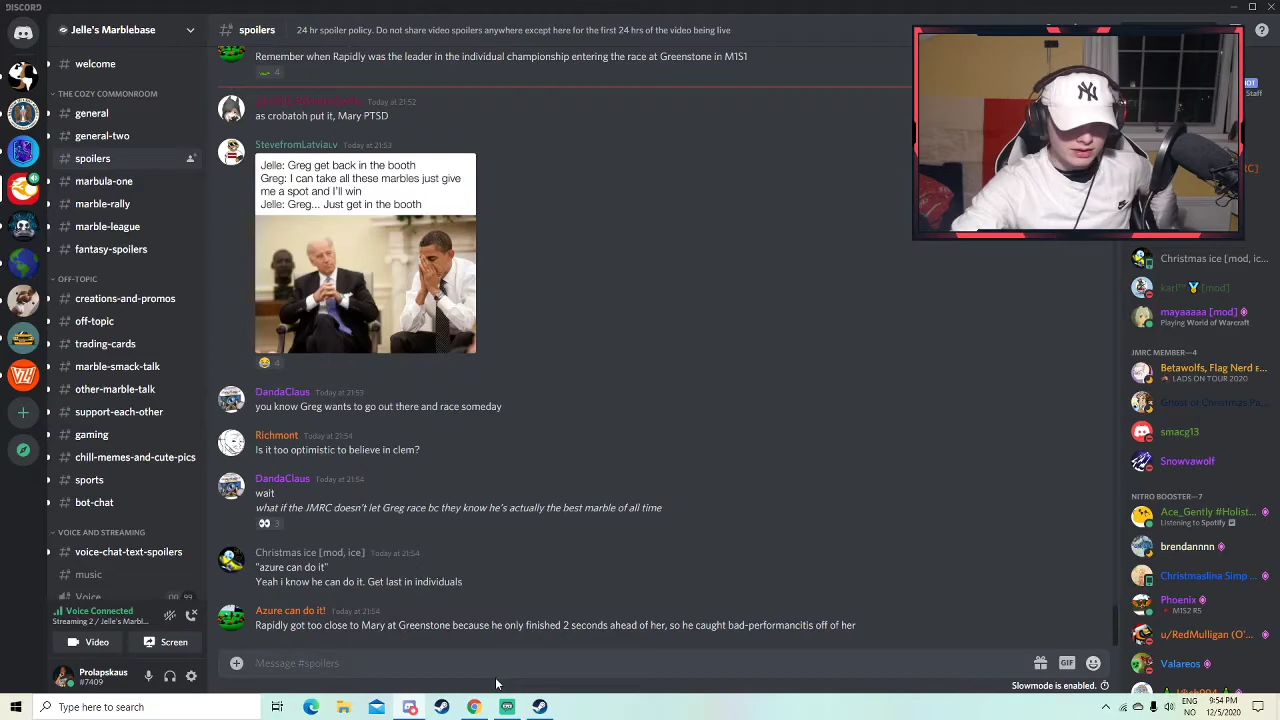 DISCORD
Jelle's Marblebase
# spoilers
24 hr spoiler policy. Do not share video spoilers anywhere except here for the first 24 hrs of the video being live
# welcome
THE COZY COMMONROOM
# general
# general-two
# spoilers
# marbula-one
# marble-rally
# marble-league
# fantasy-spoilers
OFF-TOPIC
# creations-and-promos
# off-topic
# trading-cards
# marble-smack-talk
# other-marble-talk
# support-each-other
# gaming
# chill-memes-and-cute-pics
# sports
# bot-chat
VOICE AND STREAMING
# voice-chat-text-spoilers
# music
Voice
Voice Connected
Streaming 2 / Jelle's Marbl...
Video
Screen
Prolapskaus
#7409
Remember when Rapidly was the leader in the individual championship entering the race at Greenstone in M1S1
4
Today at 21:52
as crobatoh put it, Mary PTSD
StevefromLatviaLv Today at 21:53
Jelle: Greg get back in the booth
Greg: I can take all these marbles just give
me a spot and I'll win
Jelle: Greg... Just get in the booth
4
DandaClaus Today at 21:53
you know Greg wants to go out there and race someday
Richmont Today at 21:54
Is it too optimistic to believe in clem?
DandaClaus Today at 21:54
wait
what if the JMRC doesn't let Greg race bc they know he's actually the best marble of all time
3
Christmas ice [mod, ice] Today at 21:54
"azure can do it"
Yeah i know he can do it. Get last in individuals
Azure can do it! Today at 21:54
Rapidly got too close to Mary at Greenstone because he only finished 2 seconds ahead of her, so he caught bad-performancitis off of her
Message #spoilers
GIF
Slowmode is enabled.
NY
BOT
Staff
Christmas ice [mod, ic...
karl™ [mod]
mayaaaaa [mod]
Playing World of Warcraft
JMRC MEMBER—4
Betawolfs, Flag Nerd E...
LADS ON TOUR 2020
Ghost of Christmas Pa...
smacg13
Snowvawolf
NITRO BOOSTER—7
Ace_Gently #Holist...
Listening to Spotify
brendannnn
Christmaslina Simp ...
Phoenix
M1S2 R5
u/RedMulligan (O'...
Valareos
Type here to search
ENG
NO
9:54 PM
12/5/2020